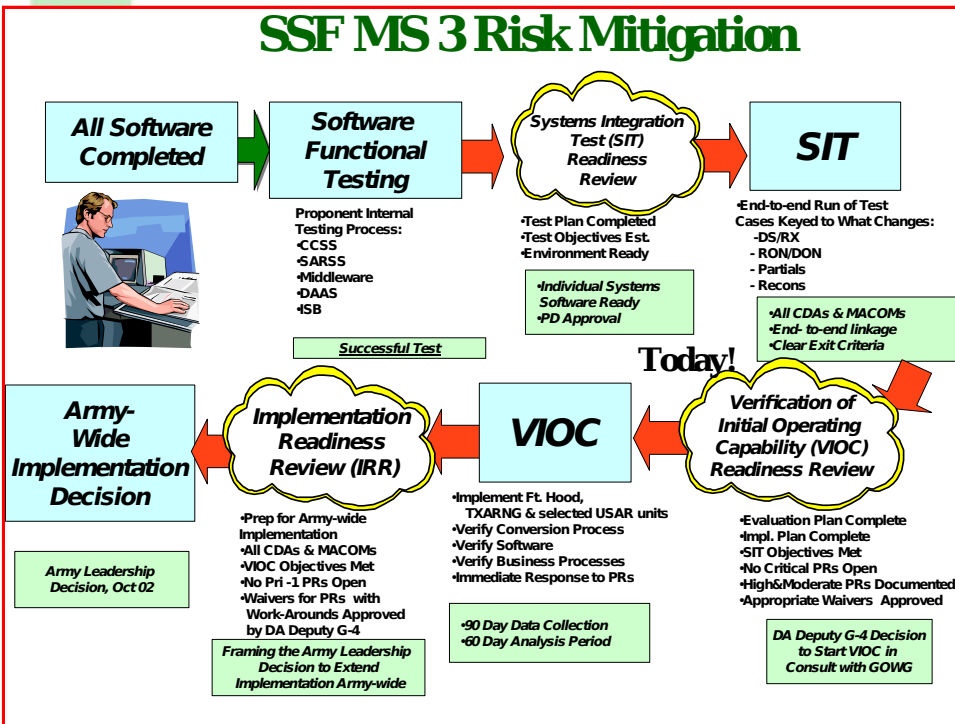 SSF MS 3 Risk Mitigation
All Software
Completed
Software
Functional
Testing
Proponent Internal
Testing Process:
•CCSS
•SARSS
•Middleware
•DAAS
•ISB
Successful Test
Systems Integration
Test (SIT)
Readiness
Review
•Test Plan Completed
•Test Objectives Est.
•Environment Ready
•Individual Systems
Software Ready
•PD Approval
SIT
•End-to-end Run of Test
Cases Keyed to What Changes:
-DS/RX
- RON/DON
- Partials
- Recons
•All CDAs & MACOMs
•End- to-end linkage
•Clear Exit Criteria
Today!
Verification of
Initial Operating
Capability (VIOC)
Readiness Review
•Evaluation Plan Complete
•Impl. Plan Complete
•SIT Objectives Met
•No Critical PRs Open
•High&Moderate PRs Documented
•Appropriate Waivers Approved
DA Deputy G-4 Decision
to Start VIOC in
Consult with GOWG
VIOC
•Implement Ft. Hood,
TXARNG & selected USAR units
•Verify Conversion Process
•Verify Software
•Verify Business Processes
•Immediate Response to PRs
•90 Day Data Collection
•60 Day Analysis Period
Implementation
Readiness
Review (IRR)
•Prep for Army-wide
Implementation
•All CDAs & MACOMs
•VIOC Objectives Met
•No Pri -1 PRs Open
•Waivers for PRs with
Work-Arounds Approved
by DA Deputy G-4
Framing the Army Leadership
Decision to Extend
Implementation Army-wide
Army-
Wide
Implementation
Decision
Army Leadership
Decision, Oct 02